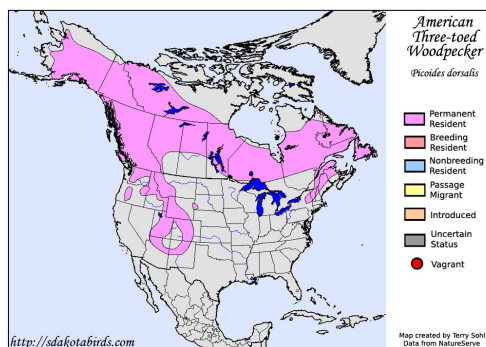 American
Three-toed
Woodpecker
Picoides dorsalis
Permanent
Resident
Breeding
Resident
Nonbreeding
Resident
Passage
Migrant
Introduced
Uncertain
Status
Vagrant
http://sdakotabirds.com
Map created by Terry Sohl
Data from NatureServe